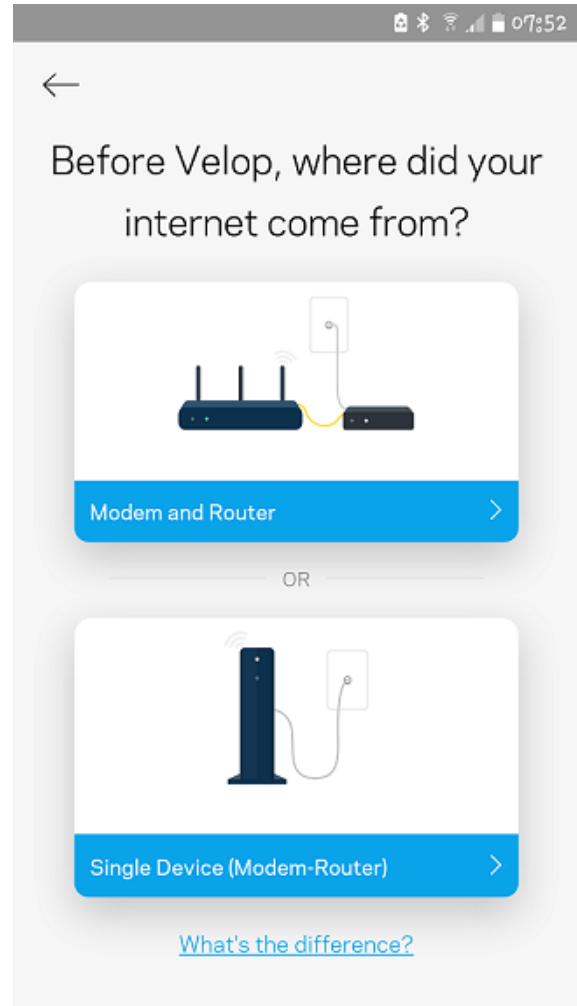 07:52
Before Velop, where did your
internet come from?
Modem and Router
OR
Single Device (Modem-Router)
What's the difference?